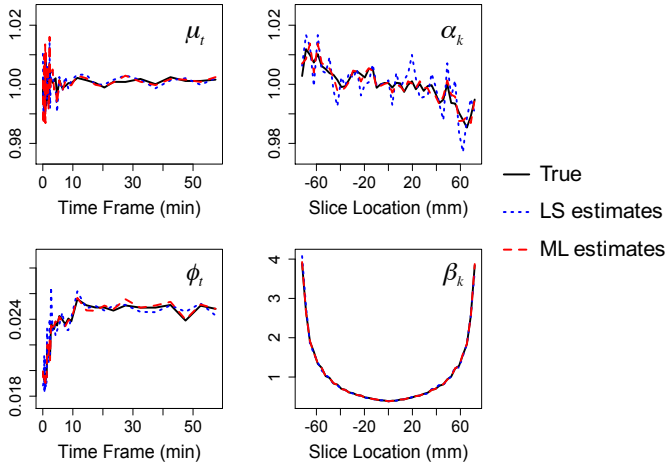 μt
0.98 1.00 1.02
0 10 30 50
Time Frame (min)
αk
0.98 1.00 1.02
-60 -20 20 60
Slice Location (mm)
True
LS estimates
ML estimates
ϕt
0.018 0.024
0 10 30 50
Time Frame (min)
βk
1 2 3 4
-60 -20 20 60
Slice Location (mm)